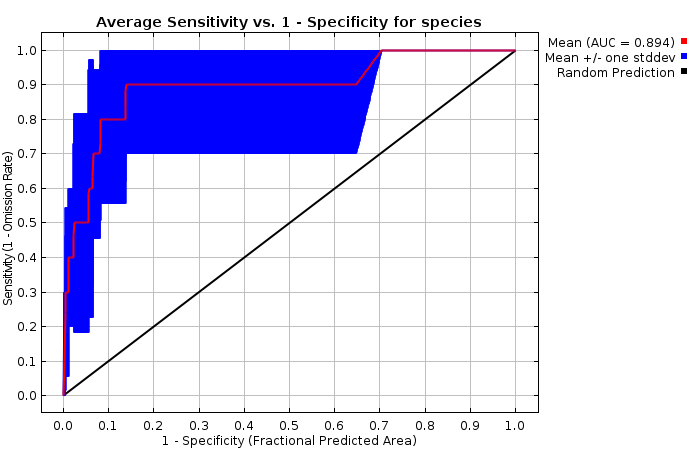 Average Sensitivity vs. 1 - Specificity for species
Mean (AUC = 0.894)
Mean +/- one stddev
Random Prediction
Sensitivity (1 - Omission Rate)
1.0
0.9
0.8
0.7
0.6
0.5
0.4
0.3
0.2
0.1
0.0
0.0 0.1 0.2 0.3 0.4 0.5 0.6 0.7 0.8 0.9 1.0
1 - Specificity (Fractional Predicted Area)